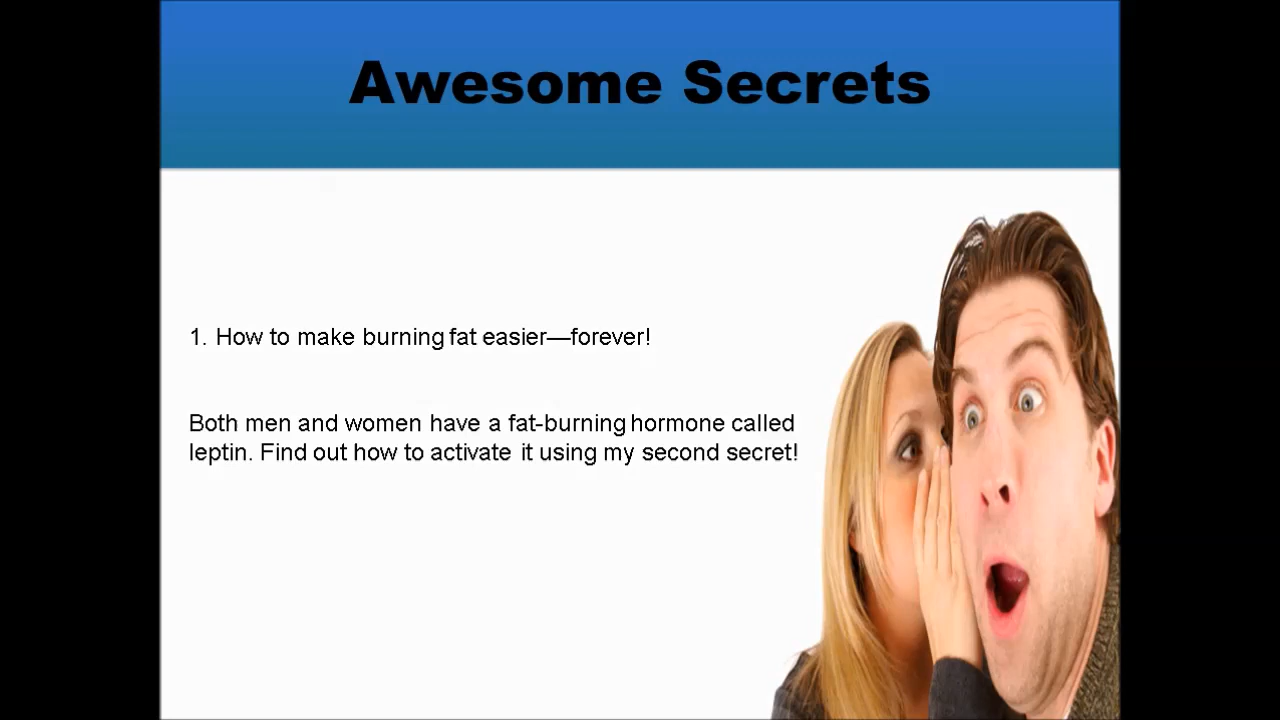 Awesome Secrets
1. How to make burning fat easier—forever!
Both men and women have a fat-burning hormone called
leptin. Find out how to activate it using my second secret!